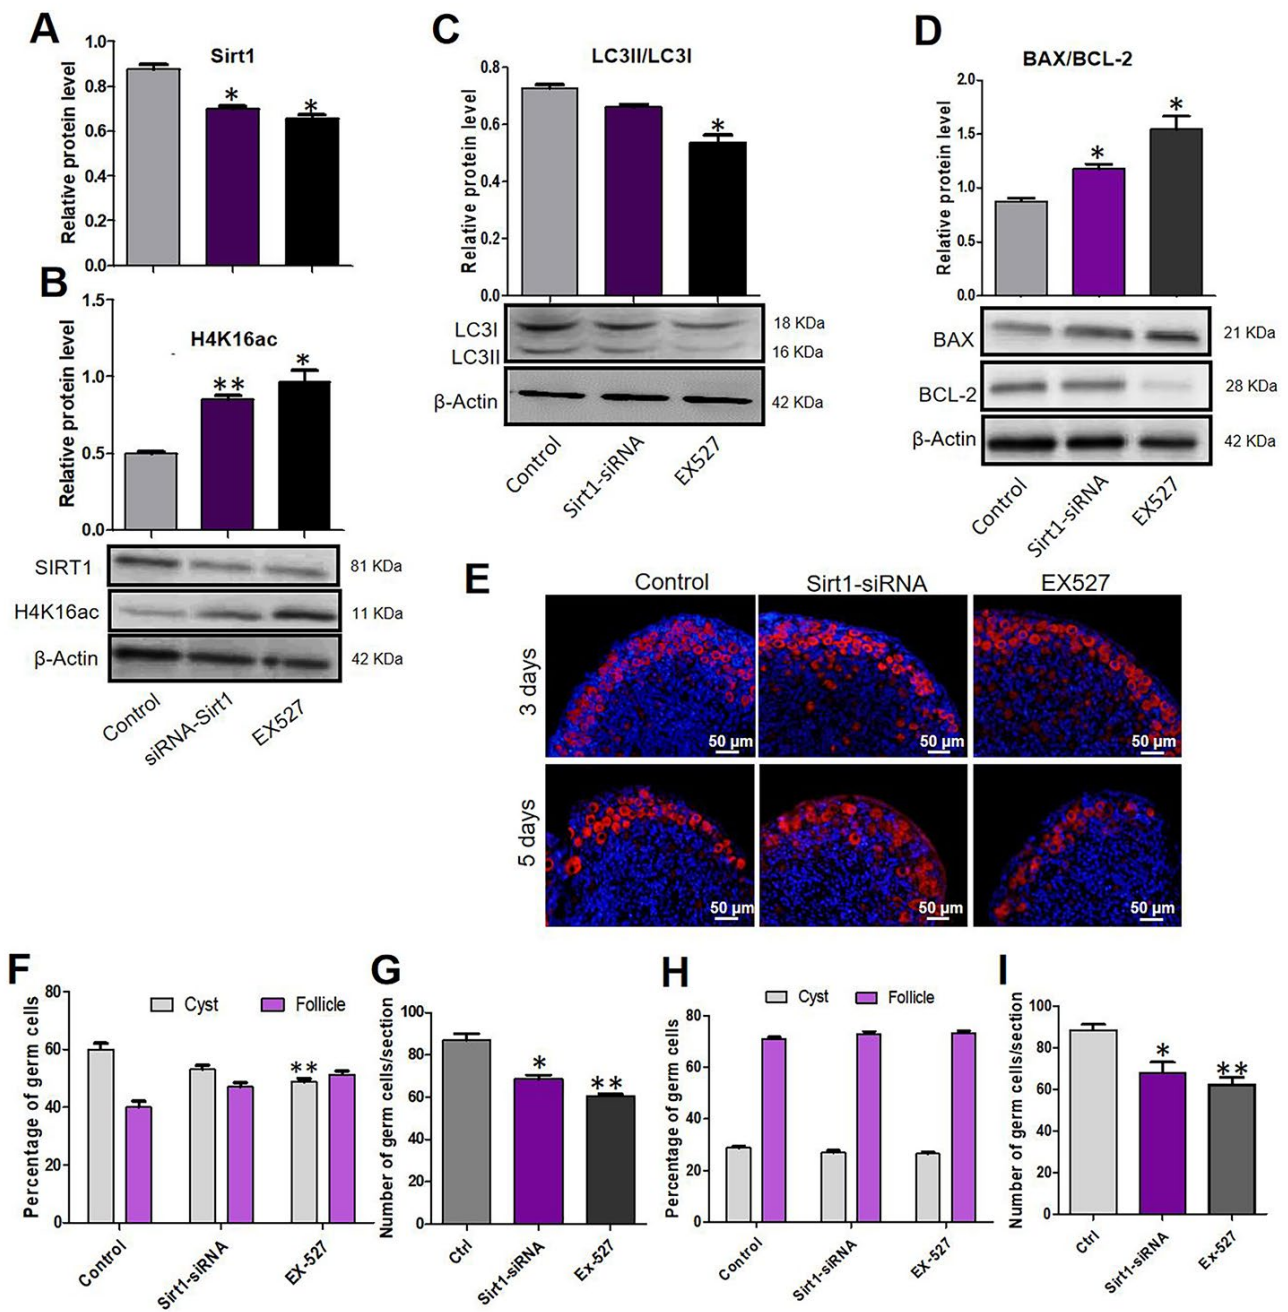 A
Sirt1
Relative protein level
1.0
0.8
0.6
0.4
0.2
0.0
*
*
B
H4K16ac
Relative protein level
1.5
1.0
0.5
0.0
**
*
SIRT1
81 KDa
H4K16ac
11 KDa
β-Actin
42 KDa
Control
siRNA-Sirt1
EX527
C
LC3II/LC3I
Relative protein level
0.8
0.6
0.4
0.2
0.0
*
LC3I
18 KDa
LC3II
16 KDa
β-Actin
42 KDa
Control
Sirt1-siRNA
EX527
D
BAX/BCL-2
Relative protein level
2.0
1.5
1.0
0.5
0.0
*
*
BAX
21 KDa
BCL-2
28 KDa
β-Actin
42 KDa
Control
Sirt1-siRNA
EX527
E
Control
Sirt1-siRNA
EX527
3 days
50 µm
50 µm
50 µm
5 days
50 µm
50 µm
50 µm
F
Cyst
Follicle
Percentage of germ cells
80
60
40
20
0
**
Control
Sirt1-siRNA
EX-527
G
Number of germ cells/section
100
80
60
40
20
0
*
**
Ctrl
Sirt1-siRNA
Ex-527
H
Cyst
Follicle
Percentage of germ cells
80
60
40
20
0
Control
Sirt1-siRNA
EX-527
I
Number of germ cells/section
100
80
60
40
20
0
*
**
Ctrl
Sirt1-siRNA
Ex-527